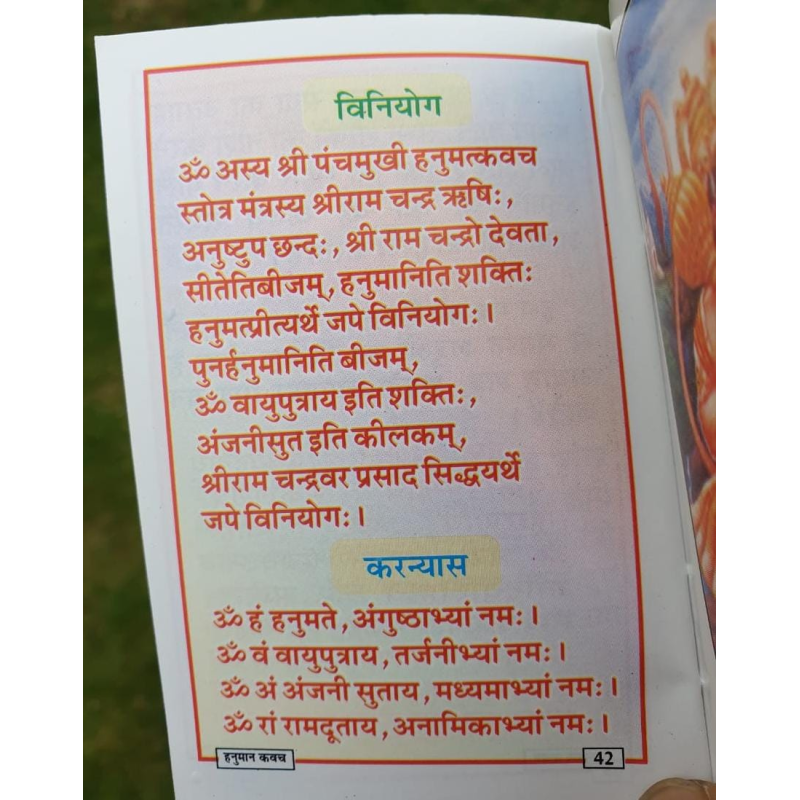 विनियोग
ॐ अस्य श्री पंचमुखी हनुमत्कवच
स्तोत्र मंत्रस्य श्रीराम चन्द्र ऋषिः,
अनुष्टुप छन्दः, श्री राम चन्द्रो देवता,
सीतेतिबीजम्, हनुमानिति शक्तिः
हनुमत्प्रीत्यर्थे जपे विनियोगः।
पुनर्हनुमानिति बीजम्,
ॐ वायुपुत्राय इति शक्तिः,
अंजनीसुत इति कीलकम्,
श्रीराम चन्द्रवर प्रसाद सिद्धयर्थे
जपे विनियोगः।
करन्यास
ॐ हं हनुमते, अंगुष्ठाभ्यां नमः।
ॐ वं वायुपुत्राय, तर्जनीभ्यां नमः।
ॐ अं अंजनी सुताय, मध्यमाभ्यां नमः।
ॐ रां रामदूताय, अनामिकाभ्यां नमः।
हनुमान कवच
42